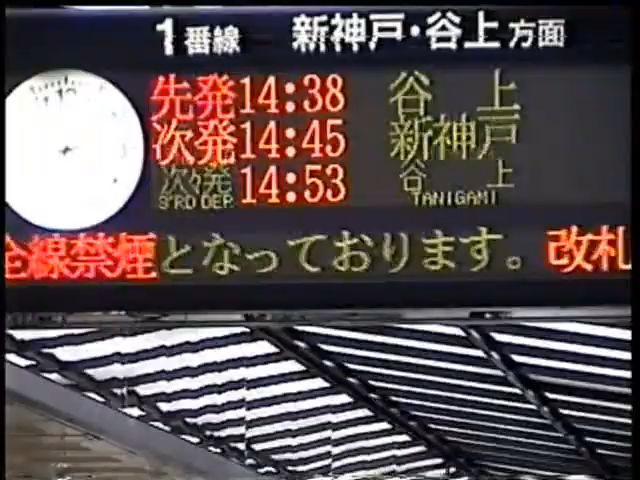 1番線 新神戸・谷上方面
先発14:38 谷上
次発14:45 新神戸
次々発 14:53 谷上
3'RD DEP. TANIGAMI
全線禁煙となっております。改札